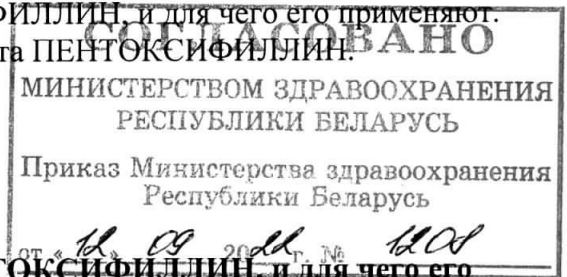 ФИЛЛИН, и для чего его применяют.
та ПЕНТОКСИФИЛЛИН.
СОГЛАСОВАНО
МИНИСТЕРСТВОМ ЗДРАВООХРАНЕНИЯ
РЕСПУБЛИКИ БЕЛАРУСЬ
Приказ Министерства здравоохранения
Республики Беларусь
от « 12 » 09 2022 г. № 1208
ТОКСИФИЛЛИН, и для чего его